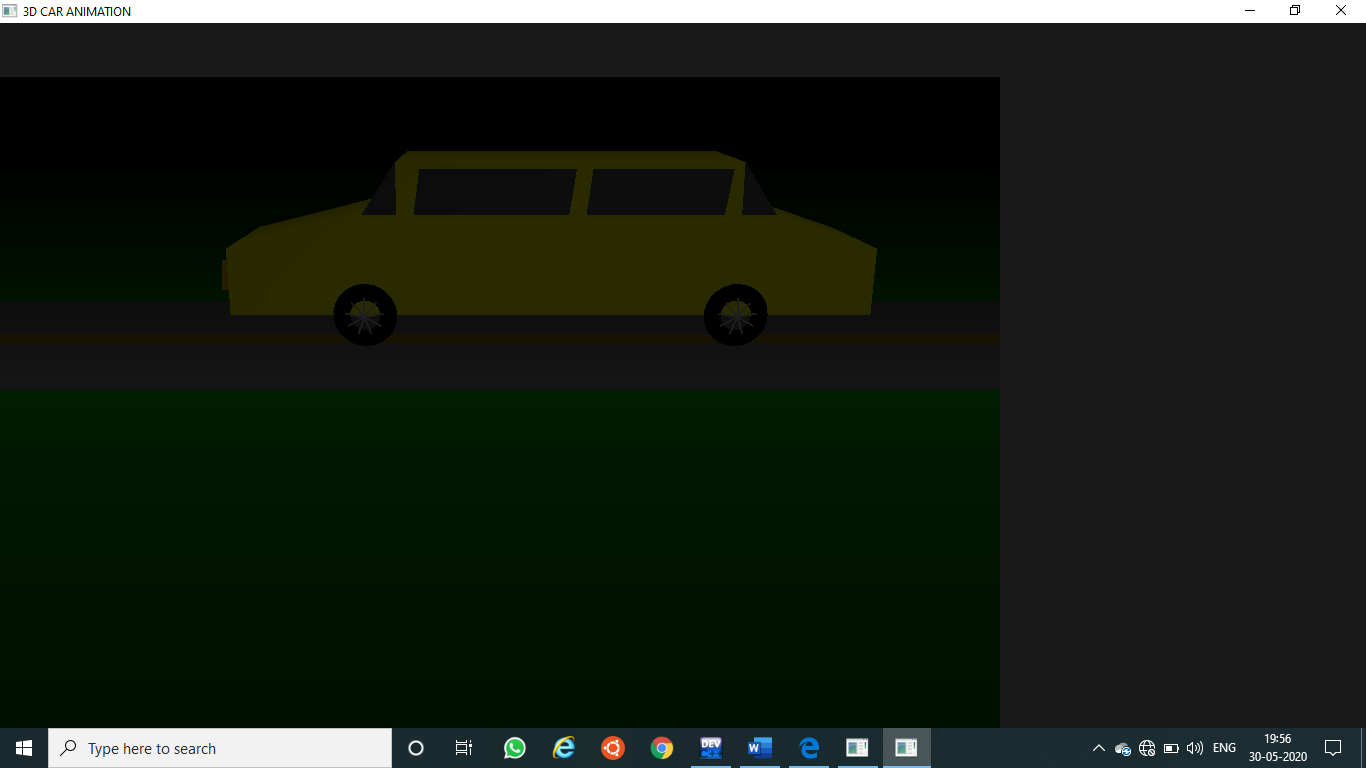 3D CAR ANIMATION
Type here to search
DEV
W
ENG
19:56
30-05-2020